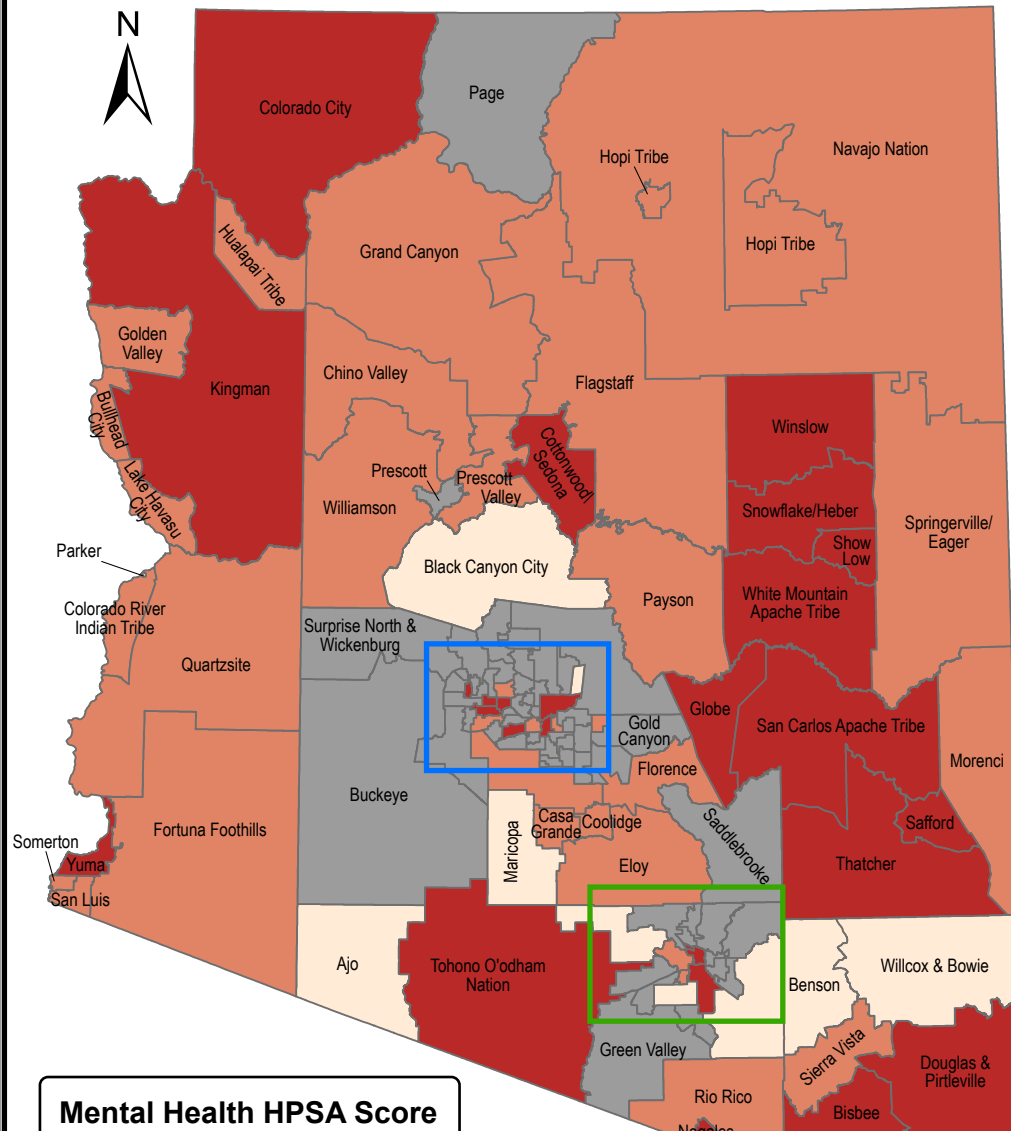 N
Colorado City
Page
Hopi Tribe
Navajo Nation
Hualapai Tribe
Grand Canyon
Hopi Tribe
Golden
Valley
Kingman
Chino Valley
Flagstaff
Bullhead
City
Winslow
Cottonwood/
Sedona
Prescott
Prescott
Valley
Lake Havasu
City
Williamson
Snowflake/Heber
Springerville/
Eager
Show
Low
Parker
Black Canyon City
Payson
White Mountain
Apache Tribe
Colorado River
Indian Tribe
Surprise North &
Wickenburg
Quartzsite
Globe
San Carlos Apache Tribe
Gold
Canyon
Florence
Morenci
Buckeye
Casa
Grande
Coolidge
Saddlebrooke
Safford
Somerton
Fortuna Foothills
Maricopa
Eloy
Thatcher
Yuma
San Luis
Ajo
Tohono O'odham
Nation
Benson
Willcox & Bowie
Green Valley
Sierra Vista
Douglas &
Pirtleville
Rio Rico
Bisbee
Nogales
Mental Health HPSA Score